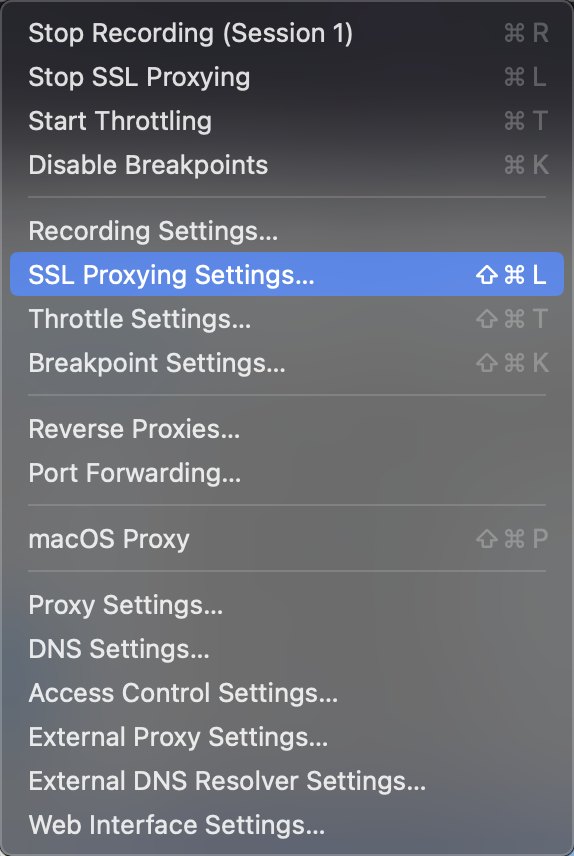 Stop Recording (Session 1) ⌘ R
Stop SSL Proxying ⌘ L
Start Throttling ⌘ T
Disable Breakpoints ⌘ K
Recording Settings...
SSL Proxying Settings... ⇧ ⌘ L
Throttle Settings... ⇧ ⌘ T
Breakpoint Settings... ⇧ ⌘ K
Reverse Proxies...
Port Forwarding...
macOS Proxy ⇧ ⌘ P
Proxy Settings...
DNS Settings...
Access Control Settings...
External Proxy Settings...
External DNS Resolver Settings...
Web Interface Settings...